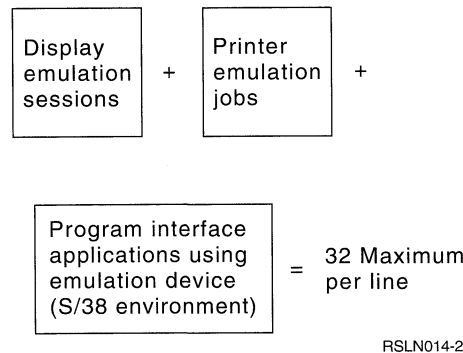 Display
emulation
sessions
+
Printer
emulation
jobs
+
Program interface
applications using
emulation device
(S/38 environment)
=
32 Maximum
per line
RSLN014-2